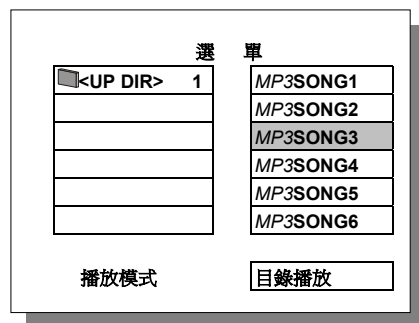 選 單
<UP DIR> 1
MP3SONG1
MP3SONG2
MP3SONG3
MP3SONG4
MP3SONG5
MP3SONG6
播放模式
目錄播放